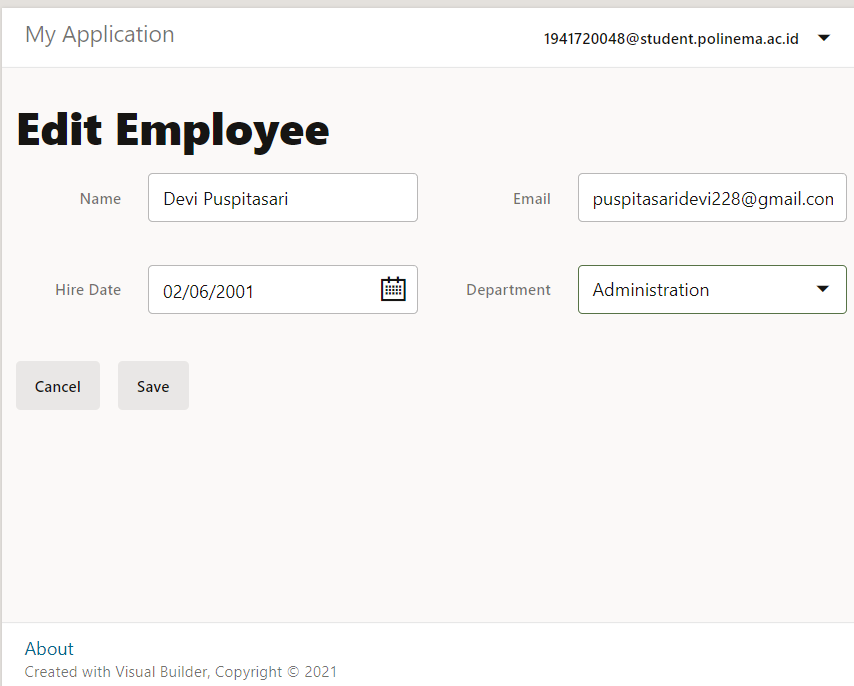 My Application
1941720048@student.polinema.ac.id
Edit Employee
Name Devi Puspitasari Email puspitasaridevi228@gmail.con
Hire Date 02/06/2001 Department Administration
Cancel Save
About
Created with Visual Builder, Copyright © 2021